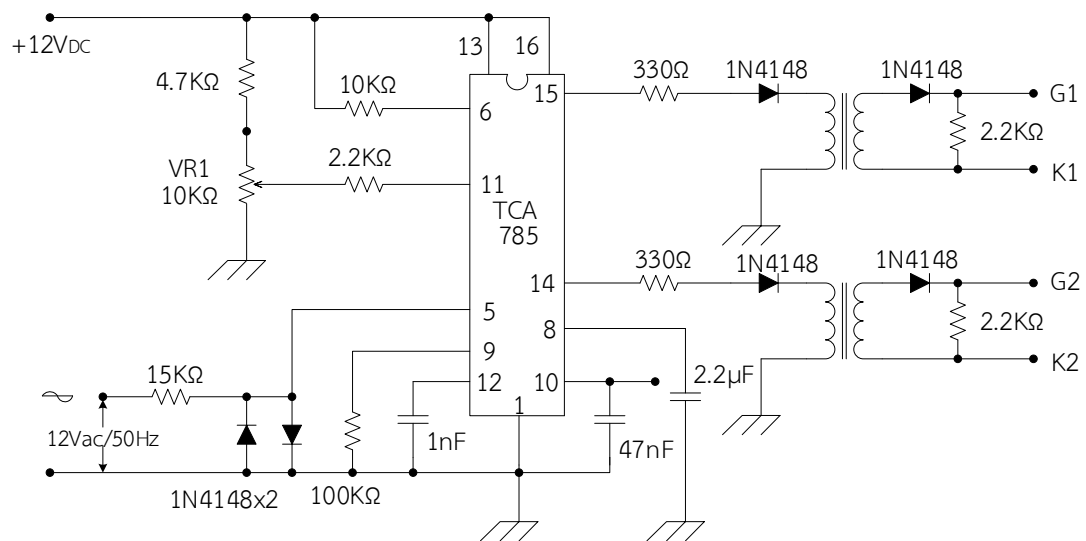 +12VDC
13
16
4.7KΩ
10KΩ
6
15
330Ω
1N4148
1N4148
G1
2.2KΩ
K1
VR1
10KΩ
2.2KΩ
11
TCA
785
14
330Ω
1N4148
1N4148
G2
2.2KΩ
K2
5
8
9
2.2µF
15KΩ
12
10
1
12Vac/50Hz
1nF
47nF
1N4148x2
100KΩ